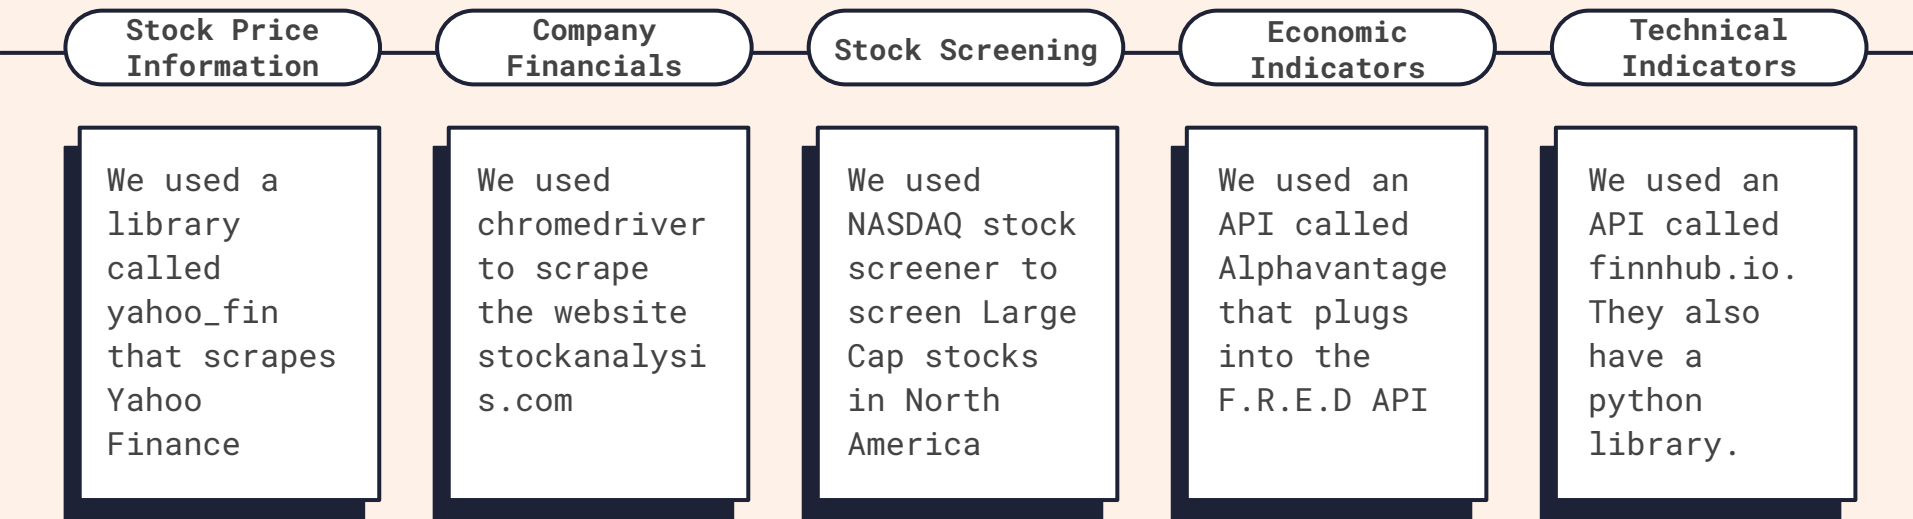 Stock Price
Information
Company
Financials
Stock Screening
Economic
Indicators
Technical
Indicators
We used a
library
called
yahoo_fin
that scrapes
Yahoo
Finance
We used
chromedriver
to scrape
the website
stockanalysi
s.com
We used
NASDAQ stock
screener to
screen Large
Cap stocks
in North
America
We used an
API called
Alphavantage
that plugs
into the
F.R.E.D API
We used an
API called
finnhub.io.
They also
have a
python
library.